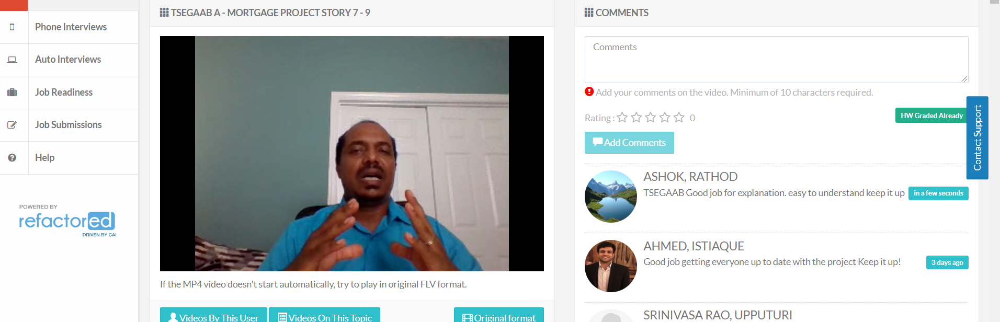 Phone Interviews
Auto Interviews
Job Readiness
Job Submissions
Help
POWERED BY
refactored
DRIVEN BY CAI
TSEGAAB A - MORTGAGE PROJECT STORY 7 - 9
If the MP4 video doesn't start automatically, try to play in original FLV format.
Videos By This User
Videos On This Topic
Original format
COMMENTS
Comments
Add your comments on the video. Minimum of 10 characters required.
Rating : 0
HW Graded Already
Add Comments
Contact Support
ASHOK, RATHOD
TSEGAAB Good job for explanation. easy to understand keep it up
in a few seconds
AHMED, ISTIAQUE
Good job getting everyone up to date with the project Keep it up!
3 days ago
SRINIVASA RAO, UPPUTURI